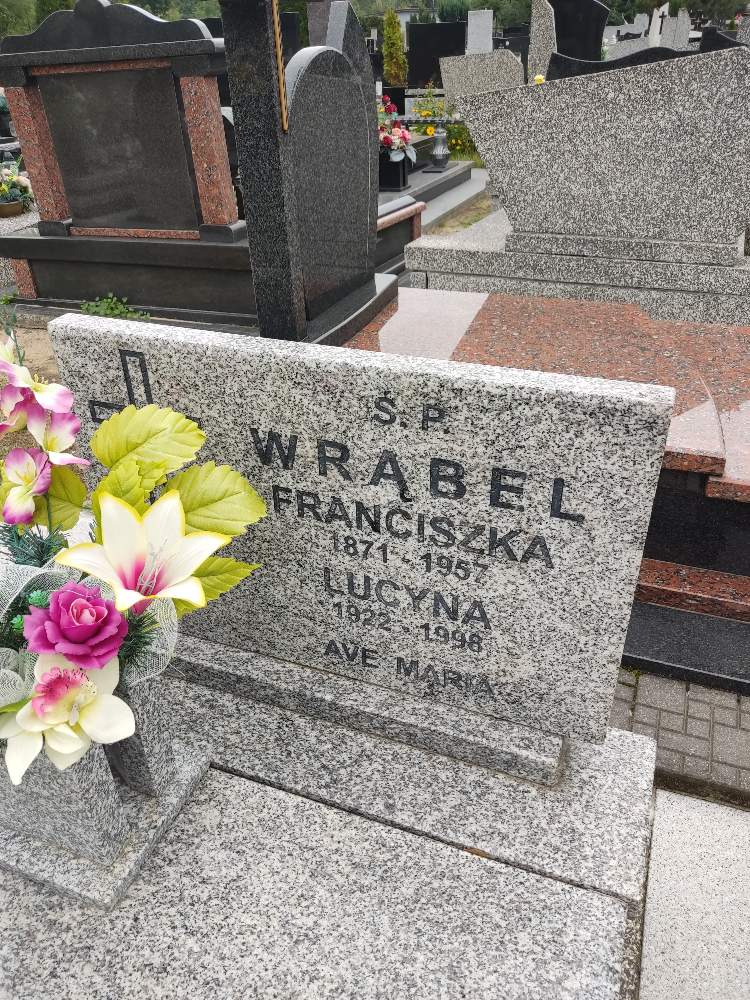 Ś. P.
WRĄBEL
FRANCISZKA
1871 - 1957
LUCYNA
1922 - 1998
AVE MARIA